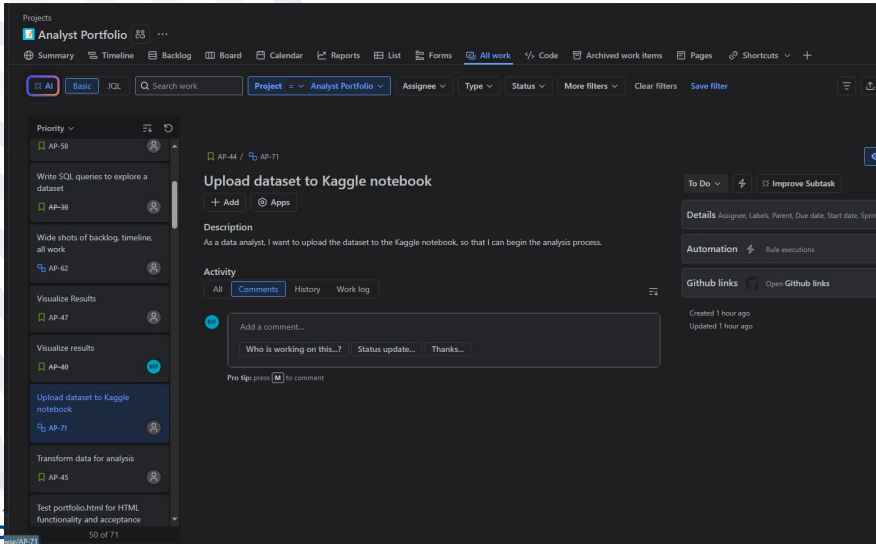 Projects
Analyst Portfolio
Summary Timeline Backlog Board Calendar Reports List Forms All work Code Archived work items Pages Shortcuts
AI Basic JQL Search work Project = Analyst Portfolio Assignee Type Status More filters Clear filters Save filter
Priority
AP-58
Write SQL queries to explore a
dataset
AP-38
Wide shots of backlog, timeline,
all work
AP-62
Visualize Results
AP-47
Visualize results
AP-40
MF
Upload dataset to Kaggle
notebook
AP-71
Transform data for analysis
AP-45
Test portfolio.html for HTML
functionality and acceptance
50 of 71
AP-44 / AP-71
Upload dataset to Kaggle notebook
+ Add Apps
Description
As a data analyst, I want to upload the dataset to the Kaggle notebook, so that I can begin the analysis process.
Activity
All Comments History Work log
MF
Add a comment...
Who is working on this...? Status update... Thanks...
Pro tip: press M to comment
To Do Improve Subtask
Details Assignee, Labels, Parent, Due date, Start date,
Automation Rule executions
Github links Open Github links
Created 1 hour ago
Updated 1 hour ago